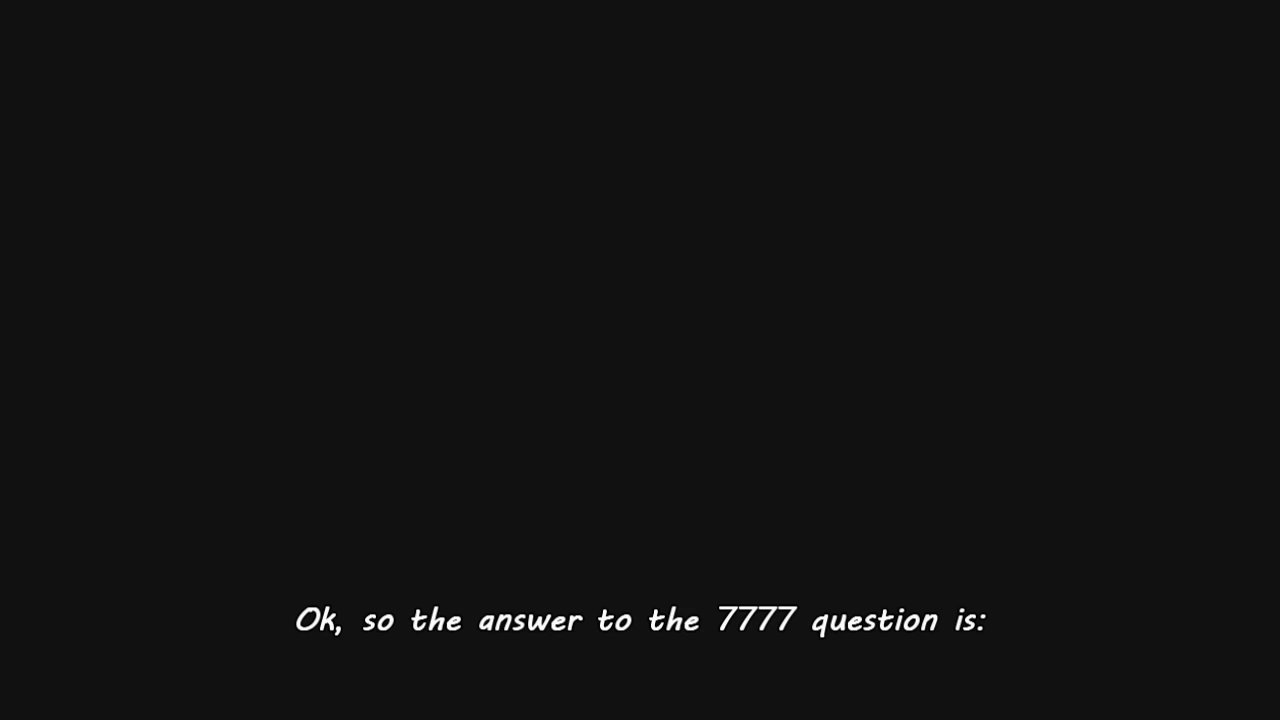 Ok, so the answer to the 7777 question is: